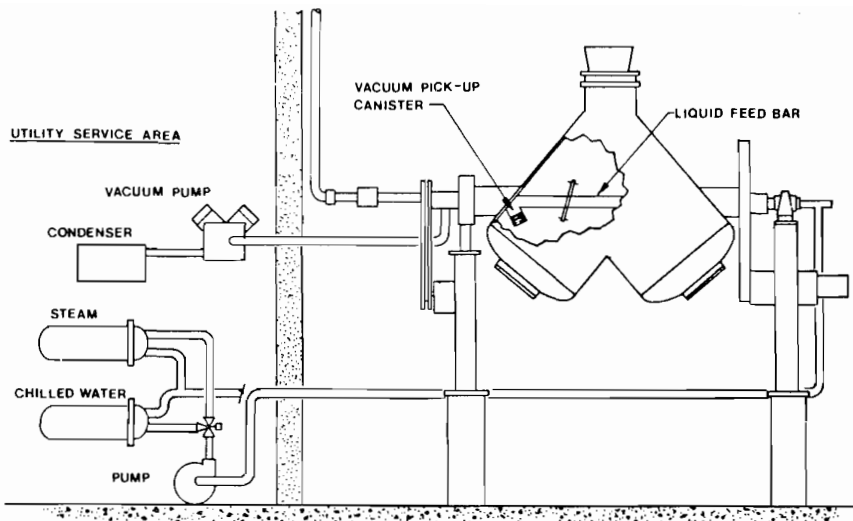 VACUUM PICK-UP
CANISTER
LIQUID FEED BAR
UTILITY SERVICE AREA
VACUUM PUMP
CONDENSER
STEAM
CHILLED WATER
PUMP